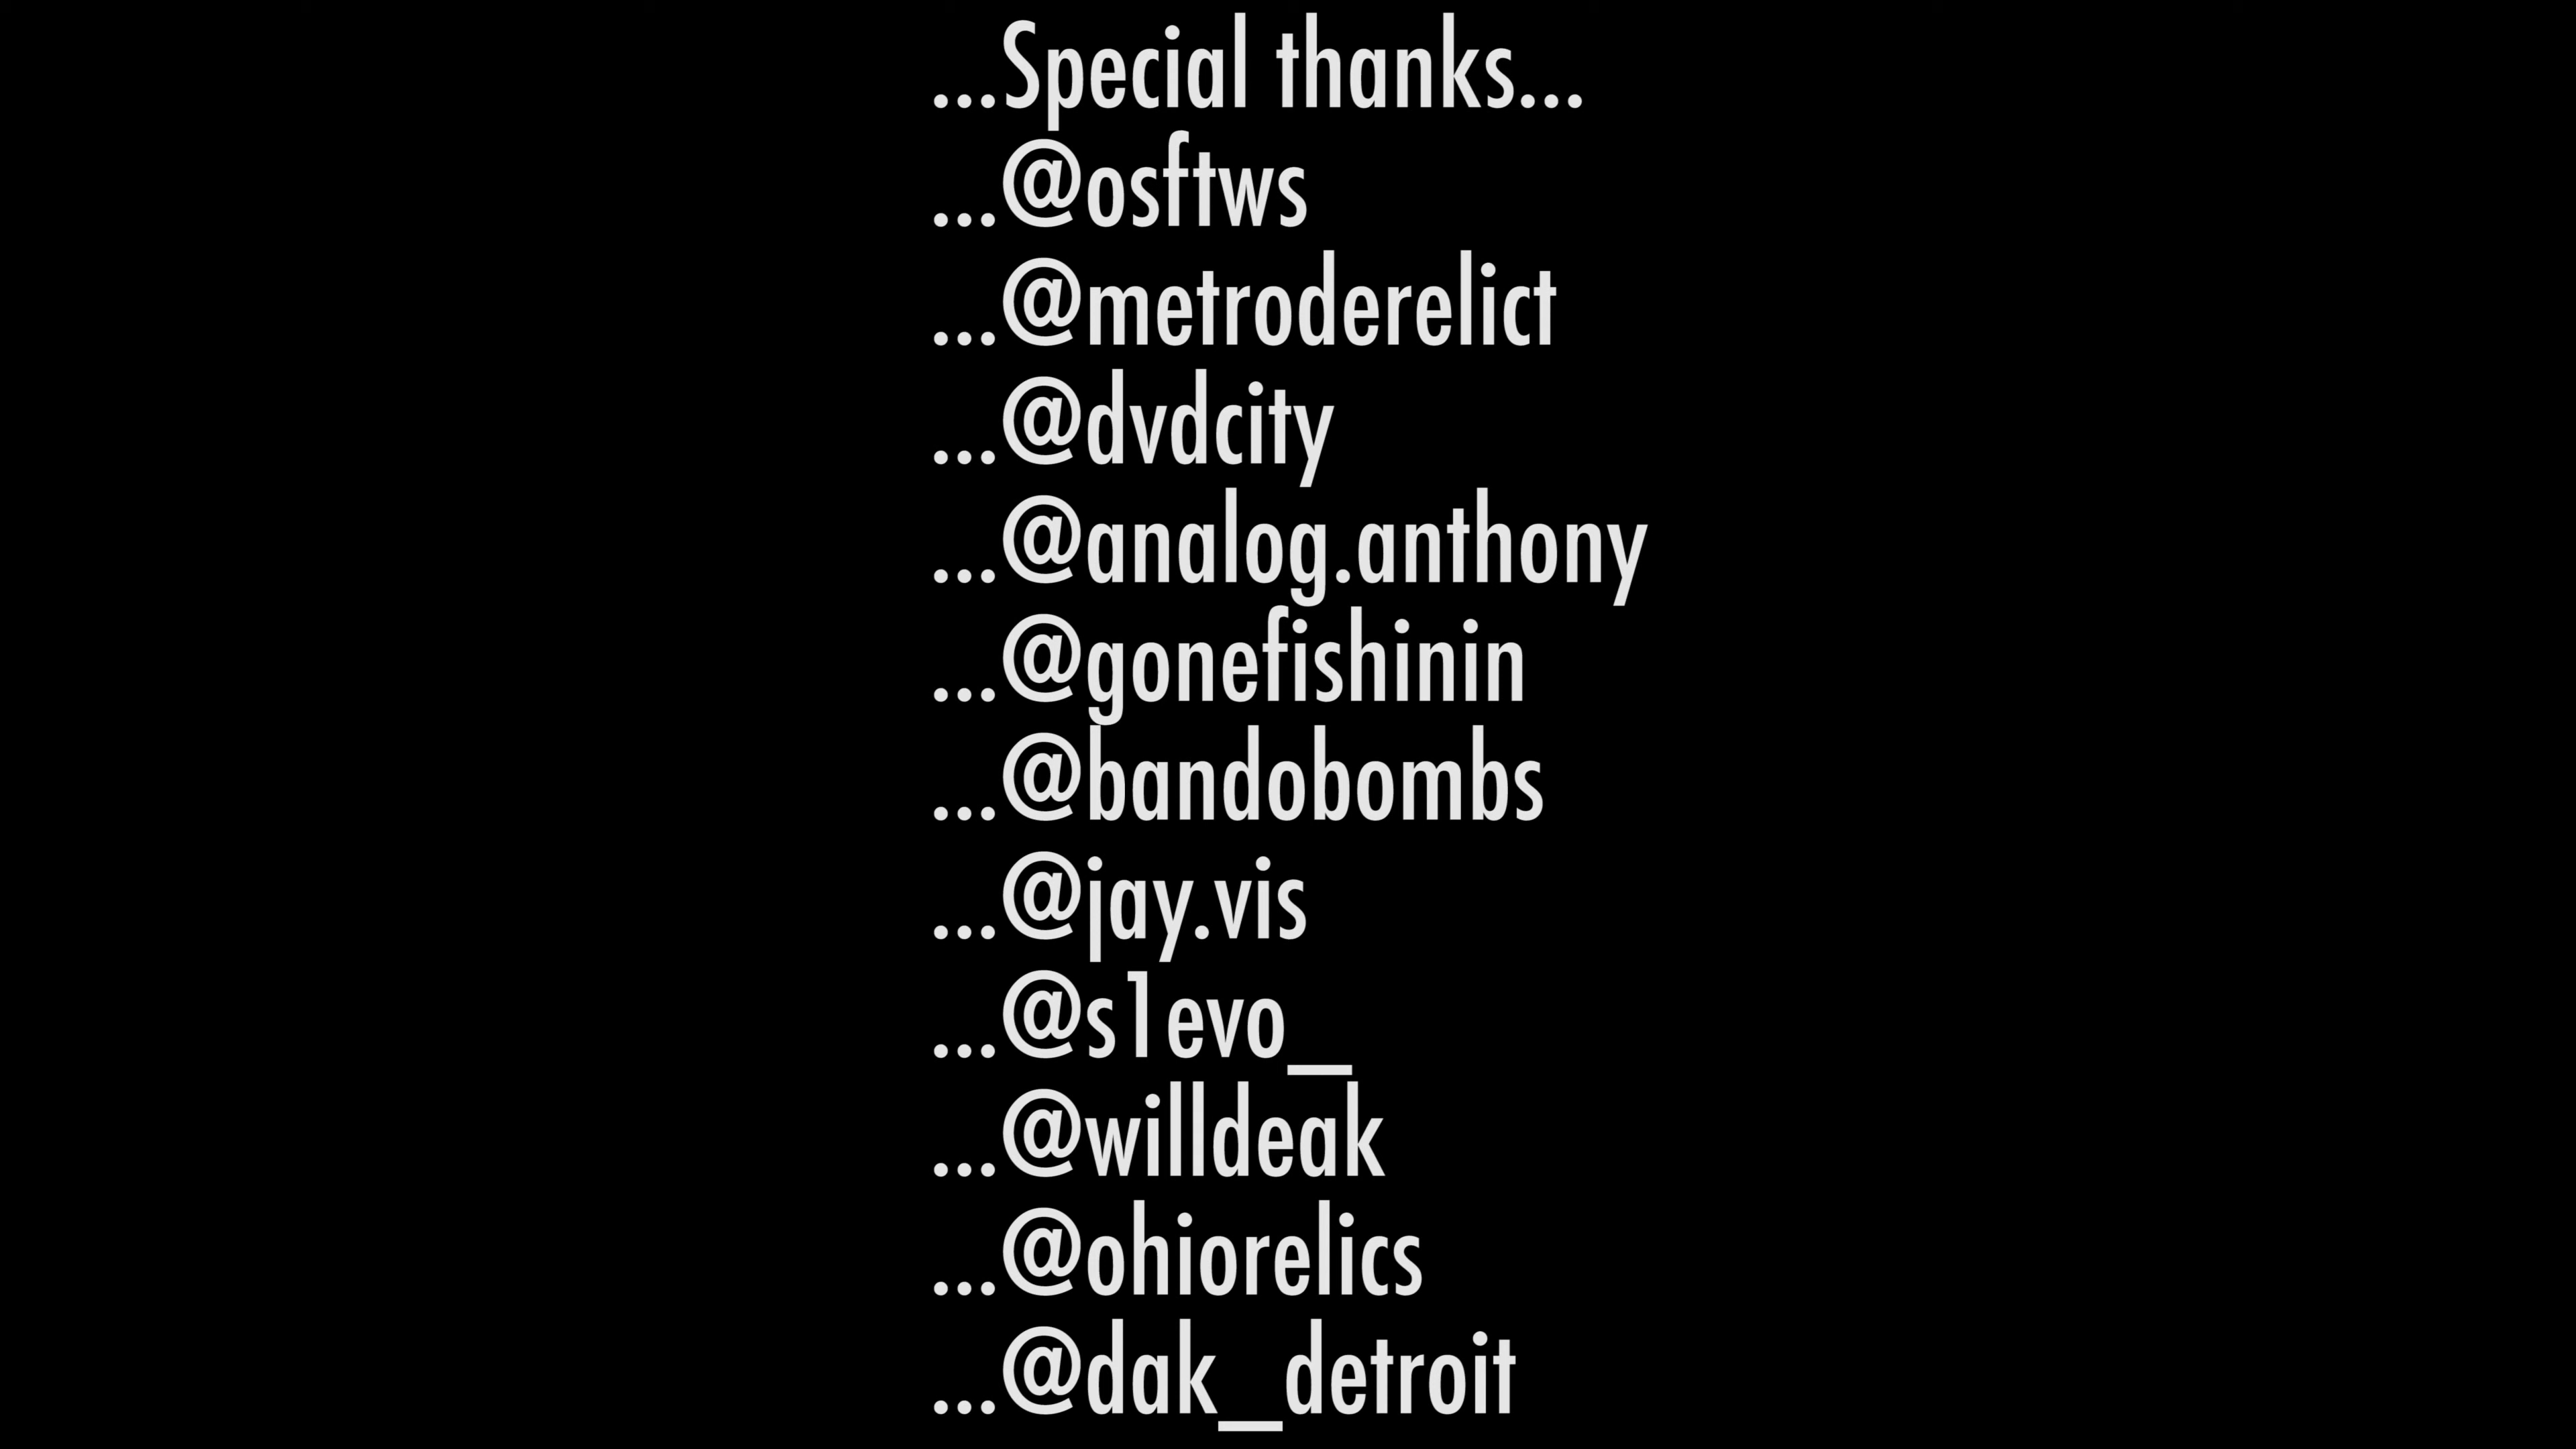 ...Special thanks...
...@osftws
...@metroderelict
...@dvdcity
...@analog.anthony
...@gonefishinin
...@bandobombs
...@jay.vis
...@s1evo_
...@willdeak
...@ohiorelics
...@dak_detroit